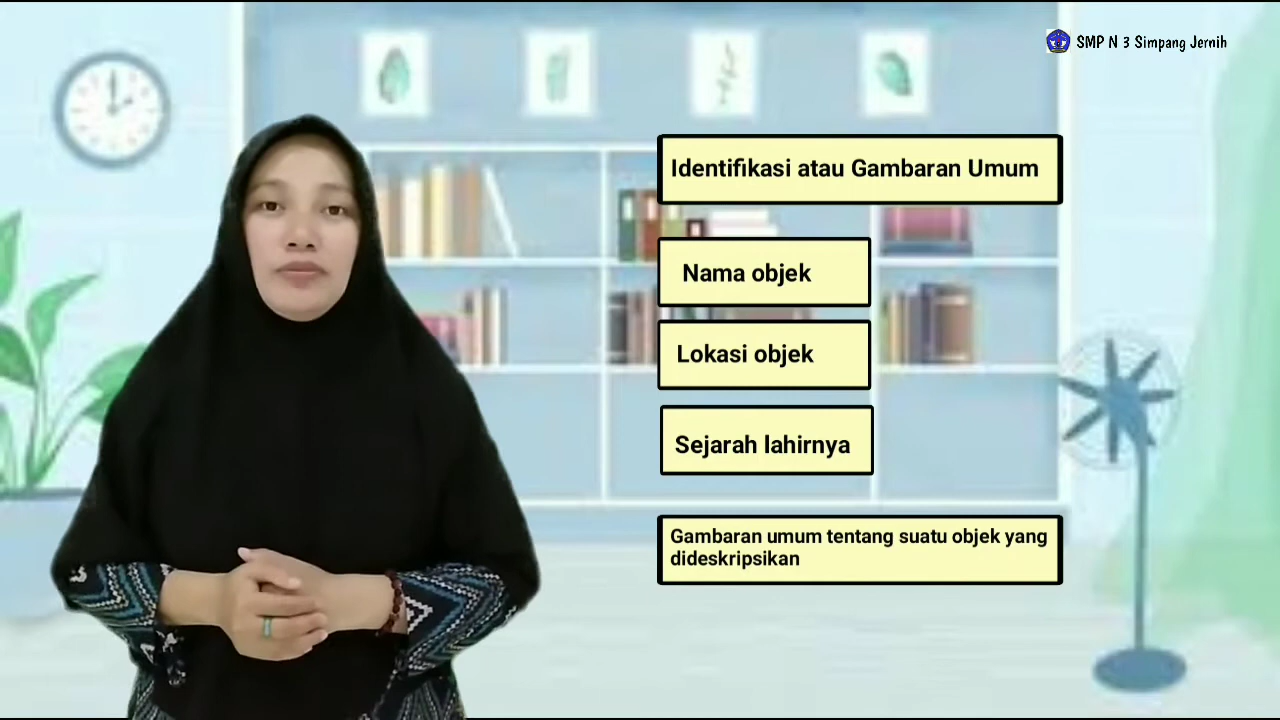 SMP N 3 Simpang Jernih
Identifikasi atau Gambaran Umum
Nama objek
Lokasi objek
Sejarah lahirnya
Gambaran umum tentang suatu objek yang
dideskripsikan